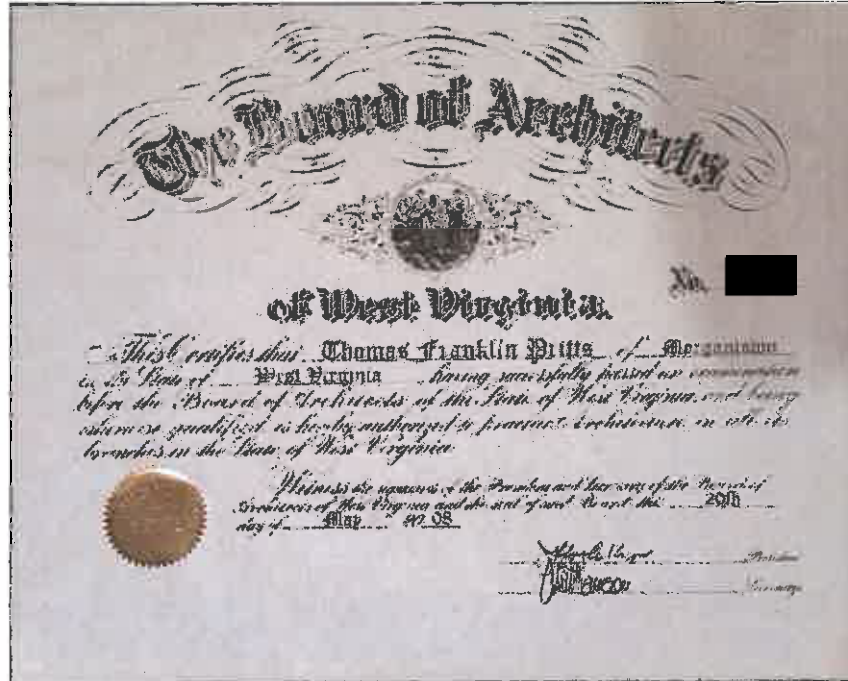 The Board of Architects
No.
of West Virginia.
This Certifies that Thomas Franklin Pritts of Morgantown
in the State of West Virginia, having successfully passed an examination
before the Board of Architects of the State of West Virginia and being
otherwise qualified is hereby authorized to practice Architecture in all its
branches in the State of West Virginia
Witness the signatures of the President and Secretary of the Board of
Architects of West Virginia and the seal of said Board this 20th
day of May 08
President
Secretary